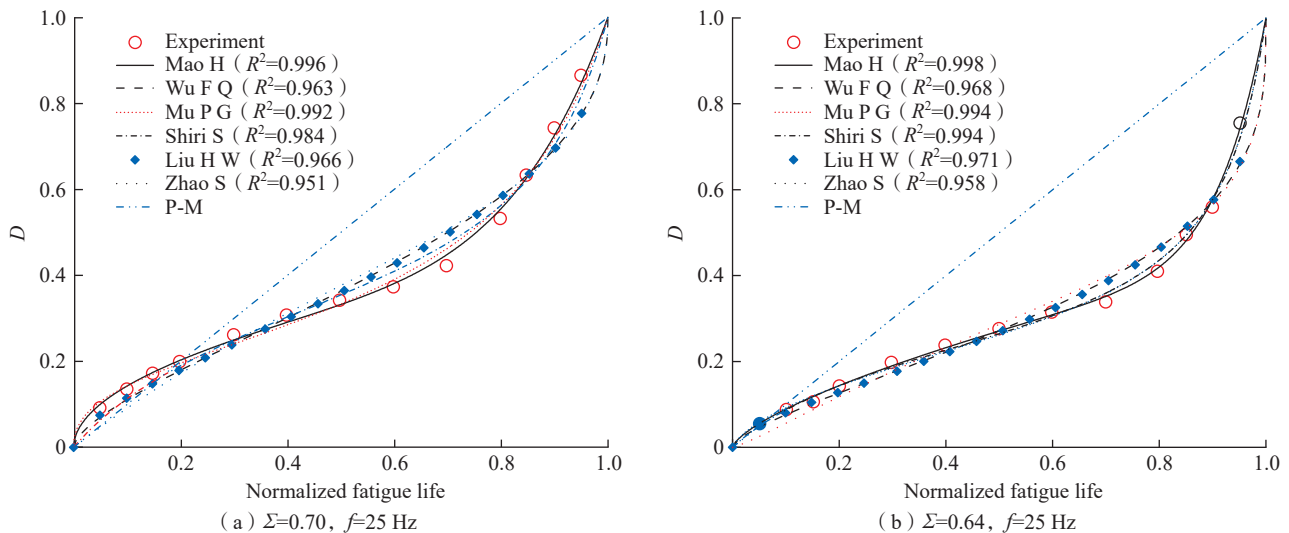 1.0
0.8
0.6
0.4
0.2
0
D
Experiment
Mao H（R²=0.996）
Wu F Q（R²=0.963）
Mu P G（R²=0.992）
Shiri S（R²=0.984）
Liu H W（R²=0.966）
Zhao S（R²=0.951）
P-M
0.2 0.4 0.6 0.8 1.0
Normalized fatigue life
（a）Σ=0.70，f=25 Hz
1.0
0.8
0.6
0.4
0.2
0
D
Experiment
Mao H（R²=0.998）
Wu F Q（R²=0.968）
Mu P G（R²=0.994）
Shiri S（R²=0.994）
Liu H W（R²=0.971）
Zhao S（R²=0.958）
P-M
0.2 0.4 0.6 0.8 1.0
Normalized fatigue life
（b）Σ=0.64，f=25 Hz